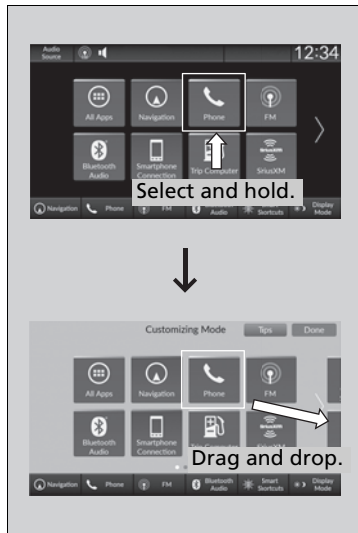 Audio
Source
12:34
All Apps
Navigation
Phone
FM
Bluetooth
Audio
Smartphone
Connection
Trip Computer
SiriusXM
Select and hold.
Navigation
Phone
FM
Audio
Smart
Shortcuts
Display
Mode
Customizing Mode
Tips
Done
All Apps
Navigation
Phone
FM
Bluetooth
Audio
Smartphone
Connection
Drag and drop.
Navigation
Phone
FM
Bluetooth
Audio
Smart
Shortcuts
Display
Mode